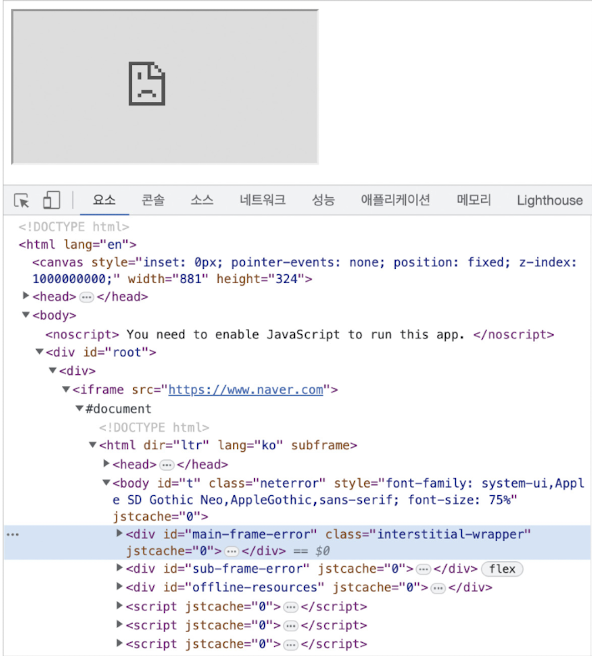 요소 콘솔 소스 네트워크 성능 애플리케이션 메모리 Lighthouse
<!DOCTYPE html>
<html lang="en">
<canvas style="inset: 0px; pointer-events: none; position: fixed; z-index:
1000000000;" width="881" height="324">
<head> … </head>
<body>
<noscript> You need to enable JavaScript to run this app. </noscript>
<div id="root">
<div>
<iframe src="https://www.naver.com">
#document
<!DOCTYPE html>
<html dir="ltr" lang="ko" subframe>
<head> … </head>
<body id="t" class="neterror" style="font-family: system-ui,Appl
e SD Gothic Neo,AppleGothic,sans-serif; font-size: 75%"
jstcache="0">
<div id="main-frame-error" class="interstitial-wrapper"
jstcache="0"> … </div> == $0
<div id="sub-frame-error" jstcache="0"> … </div> flex
<div id="offline-resources" jstcache="0"> … </div>
<script jstcache="0"> … </script>
<script jstcache="0"> … </script>
<script jstcache="0"> … </script>